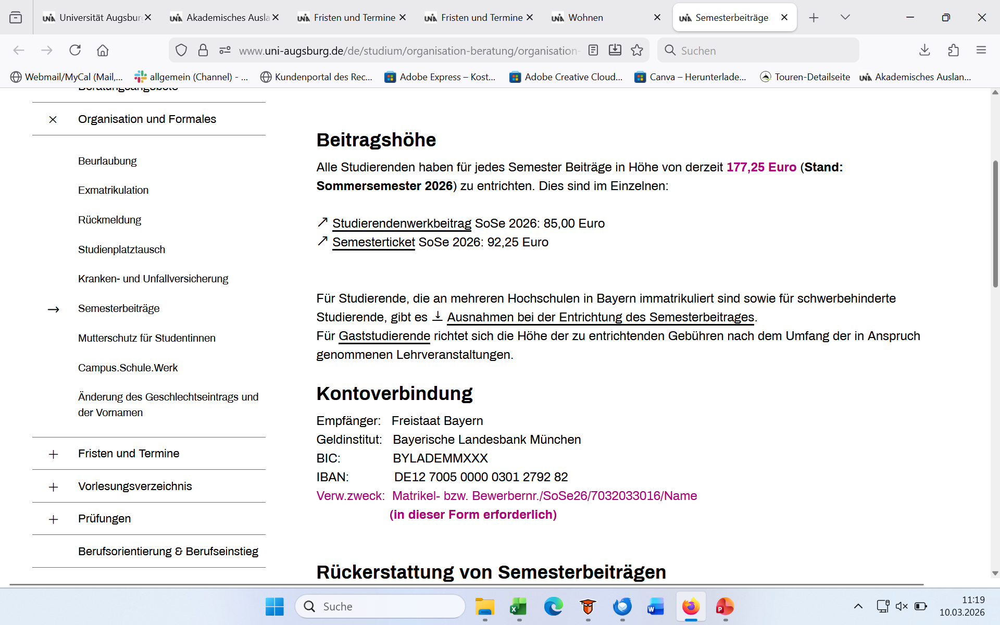 Universität Augsbur
Akademisches Ausla
Fristen und Termine
Fristen und Termine
Wohnen
Semesterbeiträge
www.uni-augsburg.de/de/studium/organisation-beratung/organisation-
Suchen
Webmail/MyCal (Mail,...
allgemein (Channel) - ...
Kundenportal des Rec...
Adobe Express – Kost...
Adobe Creative Cloud...
Canva – Herunterlade...
Touren-Detailseite
Akademisches Auslan...
Beratungsangebote
Organisation und Formales
Beurlaubung
Exmatrikulation
Rückmeldung
Studienplatztausch
Kranken- und Unfallversicherung
Semesterbeiträge
Mutterschutz für Studentinnen
Campus.Schule.Werk
Änderung des Geschlechtseintrags und
der Vornamen
Fristen und Termine
Vorlesungsverzeichnis
Prüfungen
Berufsorientierung & Berufseinstieg
Beitragshöhe
Alle Studierenden haben für jedes Semester Beiträge in Höhe von derzeit 177,25 Euro (Stand:
Sommersemester 2026) zu entrichten. Dies sind im Einzelnen:
Studierendenwerkbeitrag SoSe 2026: 85,00 Euro
Semesterticket SoSe 2026: 92,25 Euro
Für Studierende, die an mehreren Hochschulen in Bayern immatrikuliert sind sowie für schwerbehinderte
Studierende, gibt es Ausnahmen bei der Entrichtung des Semesterbeitrages.
Für Gaststudierende richtet sich die Höhe der zu entrichtenden Gebühren nach dem Umfang der in Anspruch
genommenen Lehrveranstaltungen.
Kontoverbindung
Empfänger: Freistaat Bayern
Geldinstitut: Bayerische Landesbank München
BIC: BYLADEMMXXX
IBAN: DE12 7005 0000 0301 2792 82
Verw.zweck: Matrikel- bzw. Bewerbernr./SoSe26/7032033016/Name
(in dieser Form erforderlich)
Rückerstattung von Semesterbeiträgen
Suche
11:19
10.03.2026